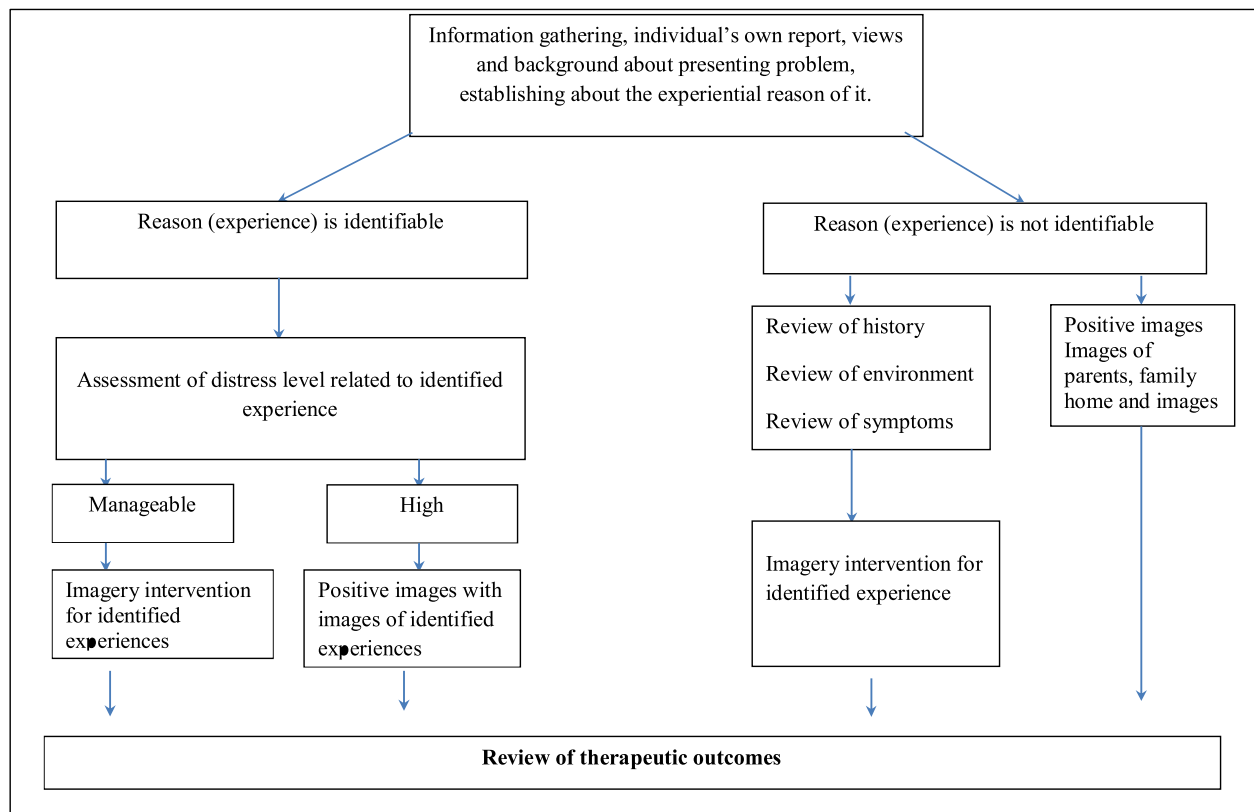 Information gathering, individual's own report, views
and background about presenting problem,
establishing about the experiential reason of it.
Reason (experience) is identifiable
Reason (experience) is not identifiable
Assessment of distress level related to identified
experience
Manageable
High
Imagery intervention
for identified
experiences
Positive images with
images of identified
experiences
Review of history
Review of environment
Review of symptoms
Imagery intervention for
identified experience
Positive images
Images of
parents, family
home and images
Review of therapeutic outcomes